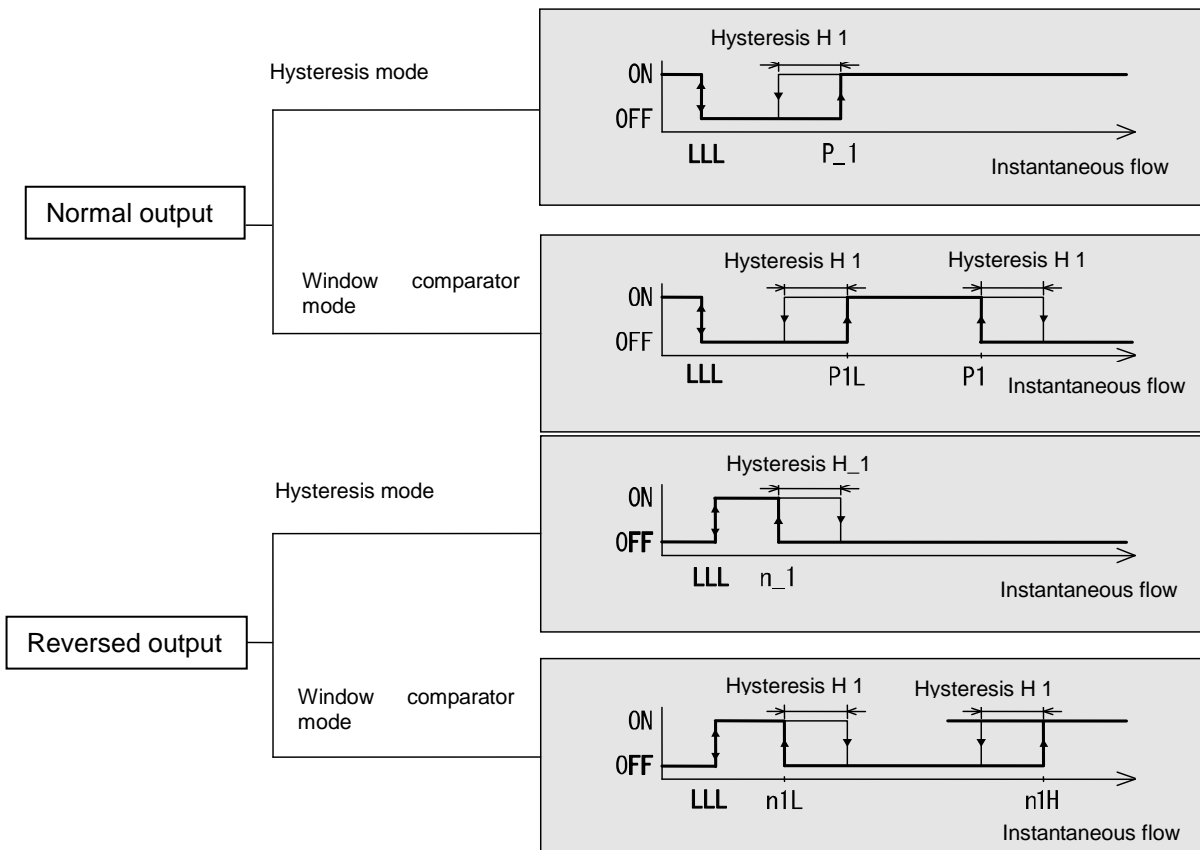 Hysteresis H 1
Hysteresis mode
ON
OFF
LLL
P_1
Instantaneous flow
Normal output
Hysteresis H 1
Hysteresis H 1
Window comparator
mode
ON
OFF
LLL
P1L
P1
Instantaneous flow
Hysteresis H_1
Hysteresis mode
ON
OFF
LLL
n_1
Instantaneous flow
Reversed output
Hysteresis H 1
Hysteresis H 1
Window comparator
mode
ON
OFF
LLL
n1L
n1H
Instantaneous flow